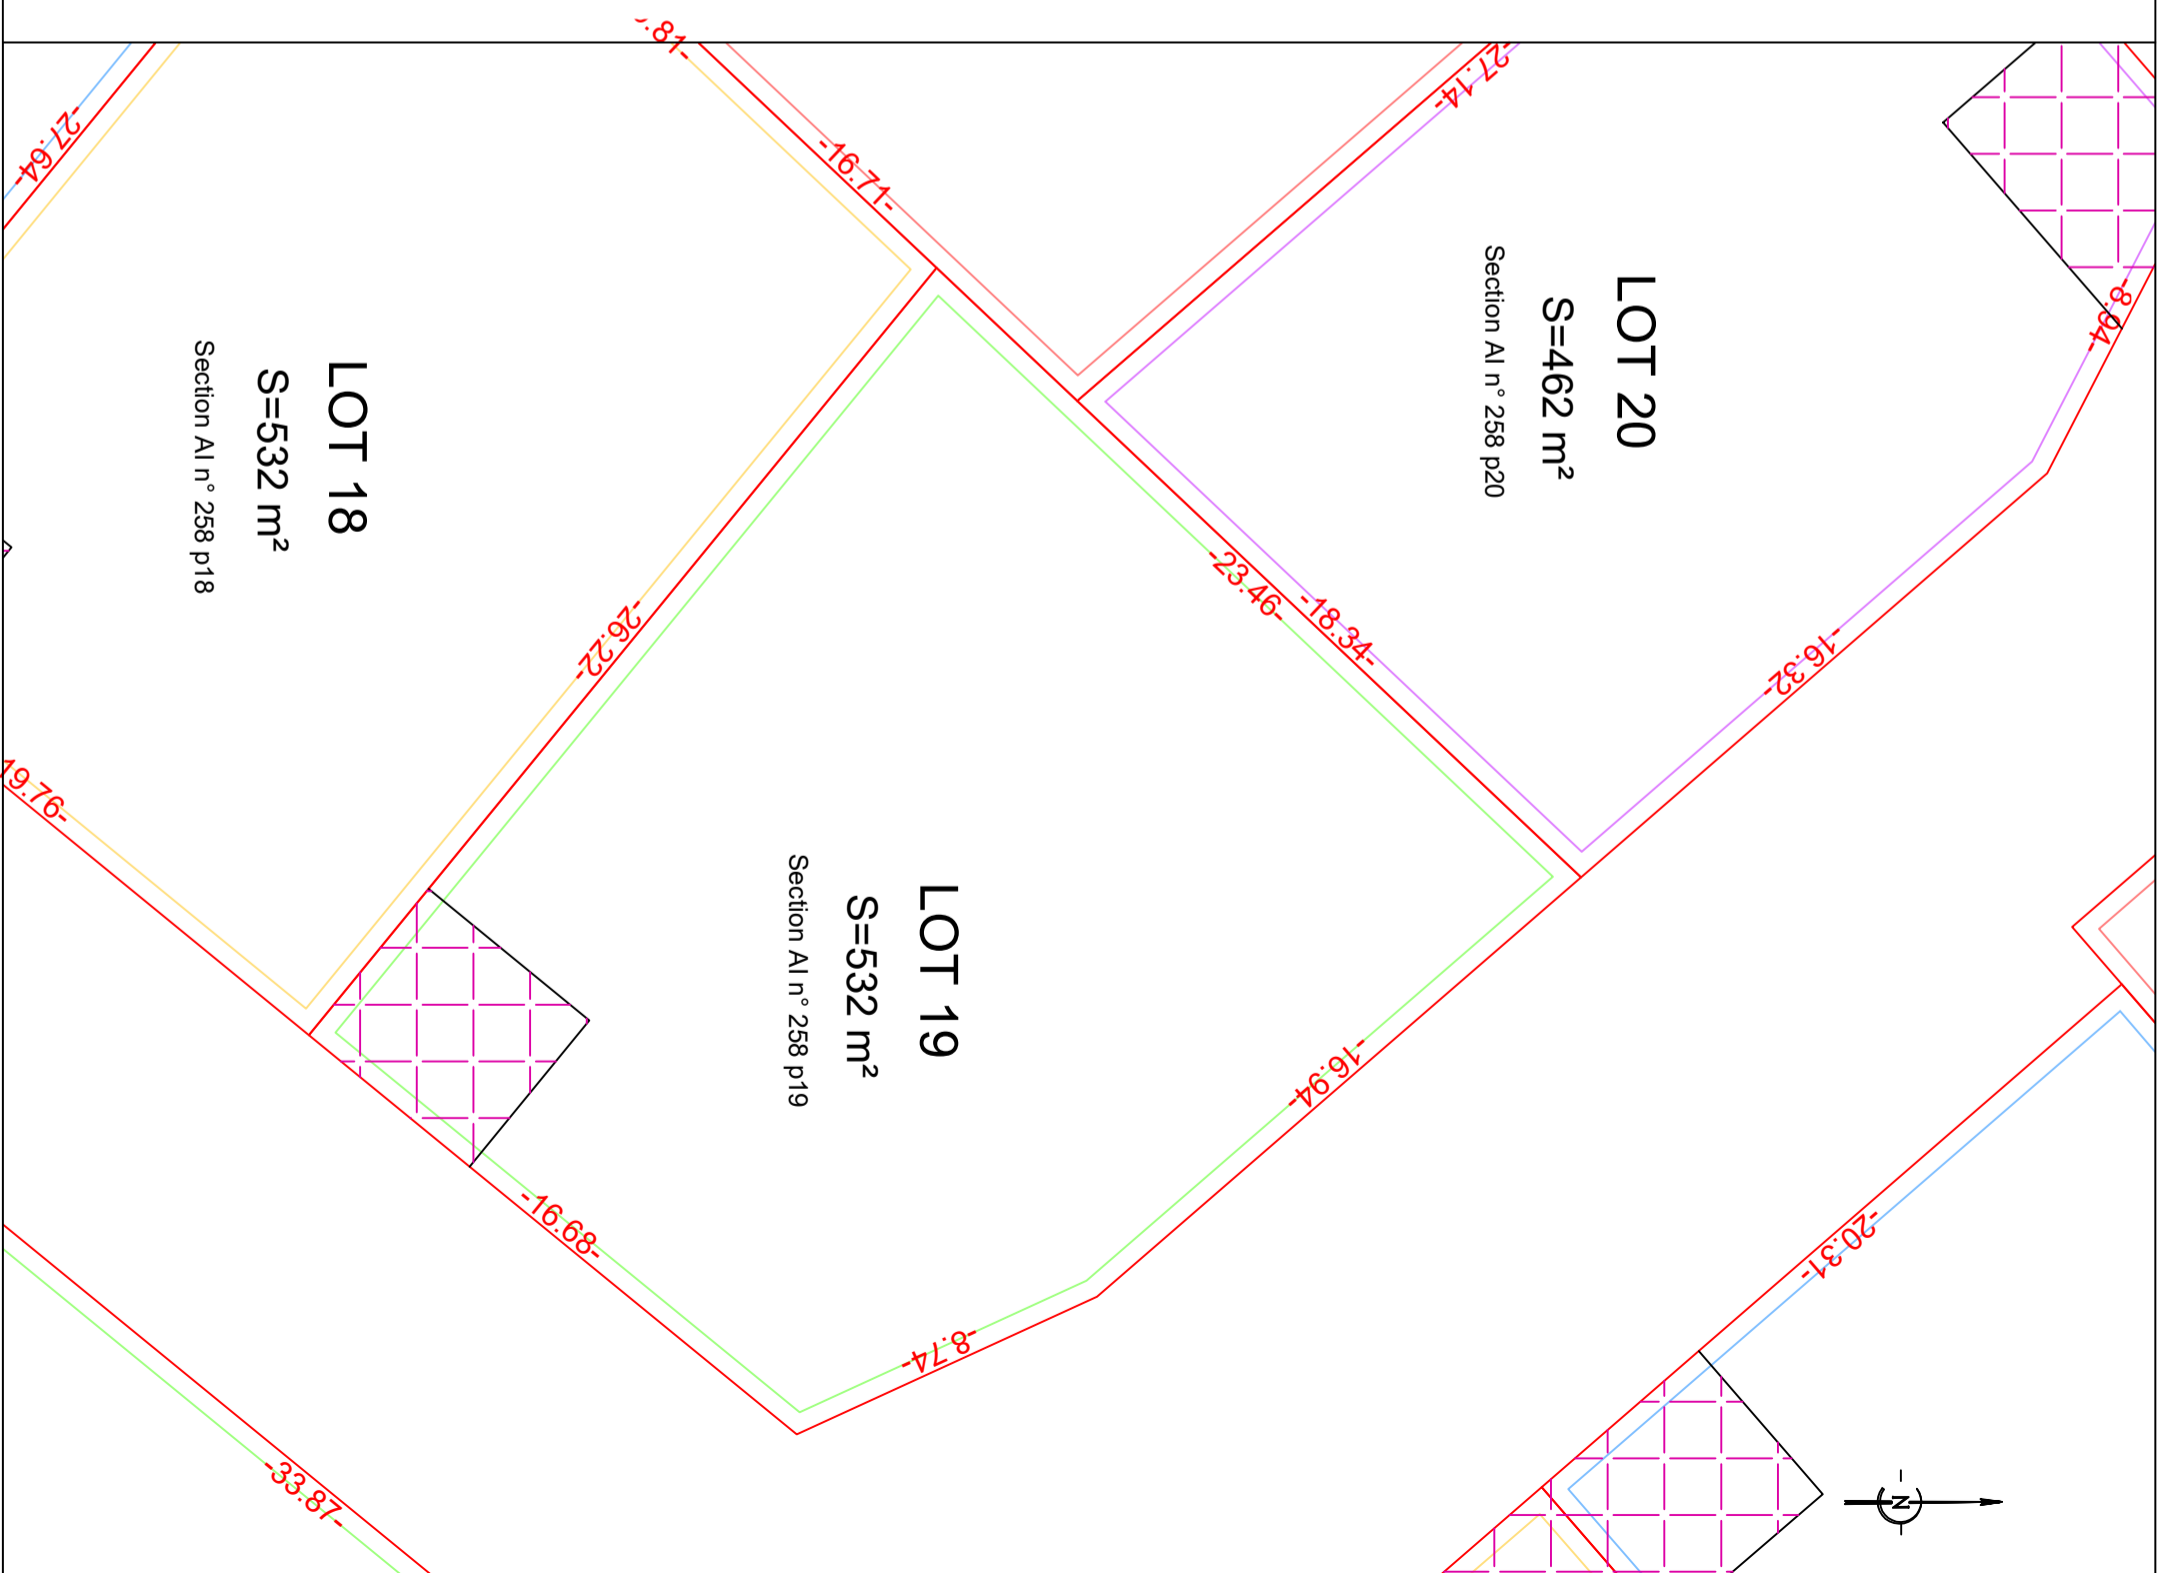 LOT 20
S=462 m²
Section AI n° 258 p20
LOT 18
S=532 m²
Section AI n° 258 p18
LOT 19
S=532 m²
Section AI n° 258 p19
-27.64-
-16.71-
-27.14-
-8.94-
-23.46-
-18.34-
-16.32-
-26.22-
19.76-
-16.94-
-16.68-
-8.74-
-20.31-
-33.87-
.81-
N